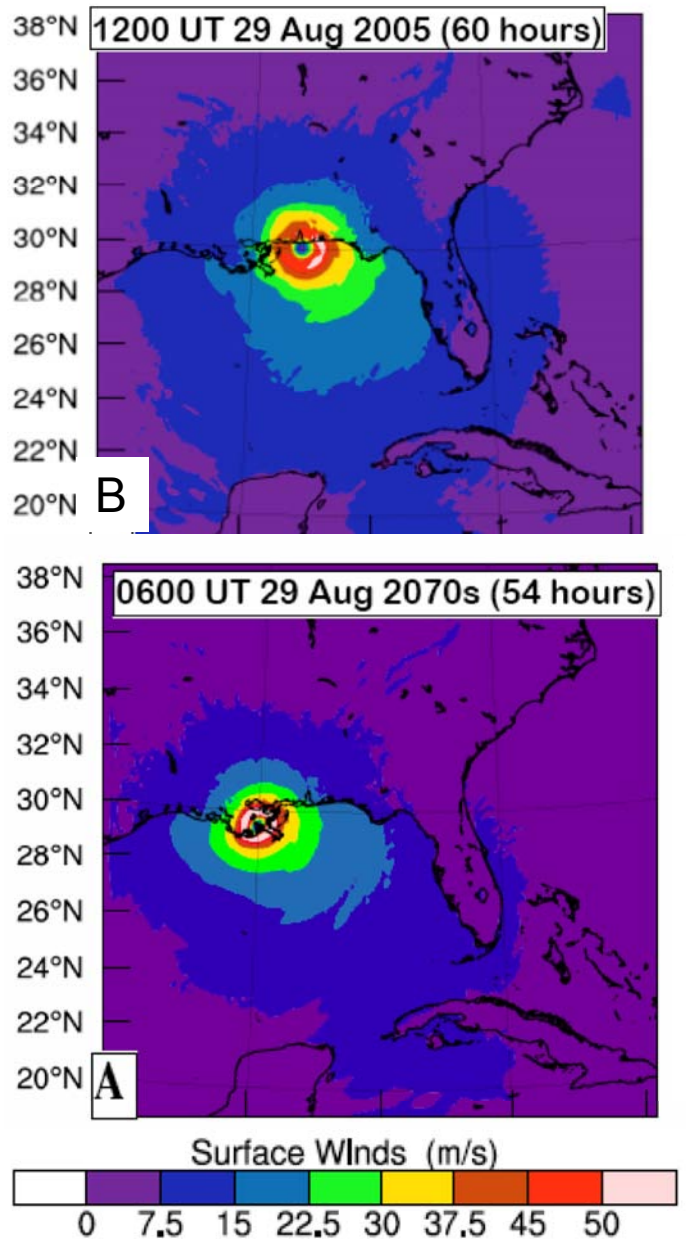 1200 UT 29 Aug 2005 (60 hours)
38°N
36°N
34°N
32°N
30°N
28°N
26°N
24°N
22°N
20°N
B
0600 UT 29 Aug 2070s (54 hours)
38°N
36°N
34°N
32°N
30°N
28°N
26°N
24°N
22°N
20°N
A
Surface WInds (m/s)
0 7.5 15 22.5 30 37.5 45 50